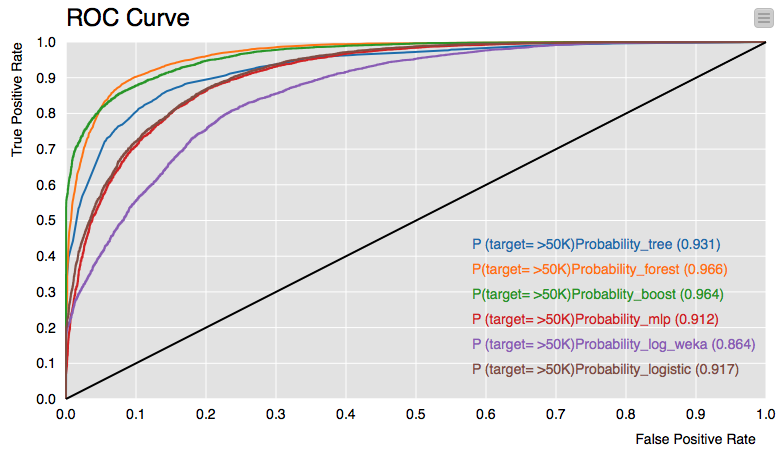 ROC Curve
True Positive Rate
1.0
0.9
0.8
0.7
0.6
0.5
0.4
0.3
0.2
0.1
0.0
P (target= >50K)Probability_tree (0.931)
P(target= >50K)Probability_forest (0.966)
P(target= >50K)Probablity_boost (0.964)
P (target= >50K)Probability_mlp (0.912)
P (target= >50K)Probability_log_weka (0.864)
P (target= >50K)Probability_logistic (0.917)
0.0 0.1 0.2 0.3 0.4 0.5 0.6 0.7 0.8 0.9 1.0
False Positive Rate